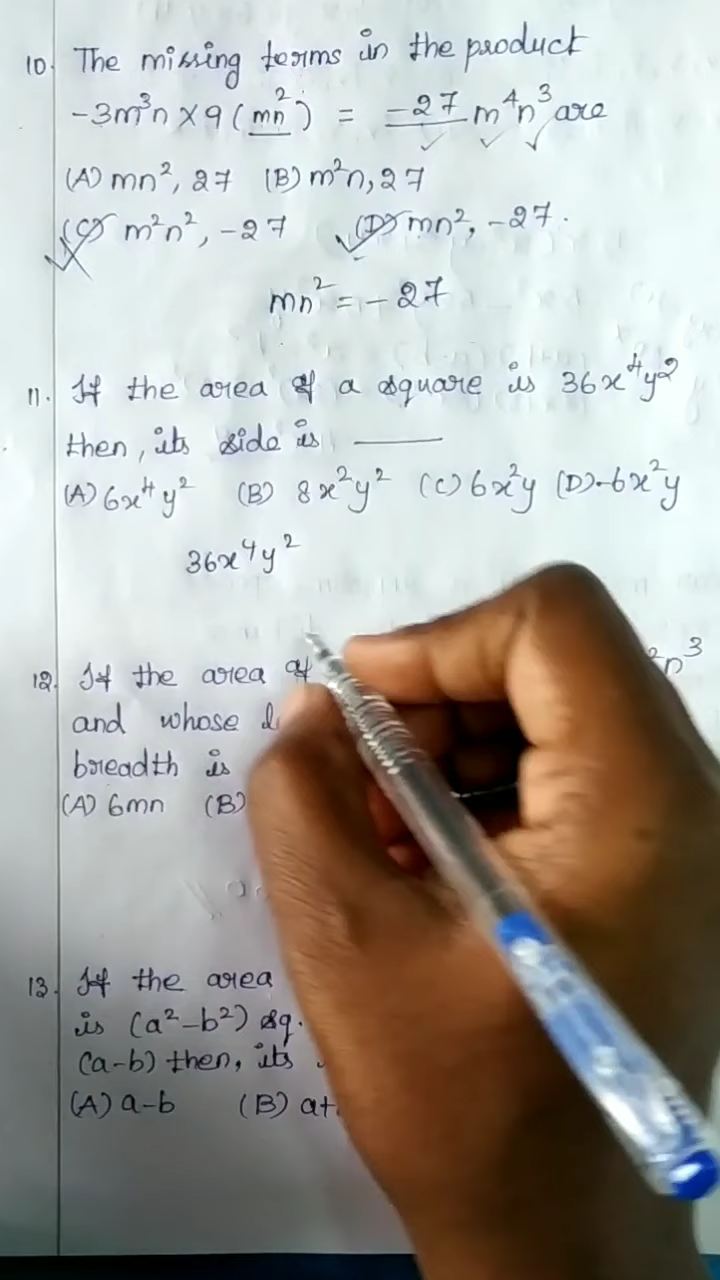 10. The missing terms in the product
-3m³n × 9 (mn²) = -27 m⁴n³ are
(A) mn², 27 (B) m²n, 27
(C) m²n², -27 (D) mn², -27.
mn² = -27
11. If the area of a square is 36x⁴y²
then, its side is ———
(A) 6x⁴y² (B) 8x²y² (C) 6x²y (D) -6x²y
36x⁴y²
12. If the area of n³
and whose
breadth is
(A) 6mn (B)
13. If the area
is (a²-b²) sq.
(a-b) then, its
(A) a-b (B) a+